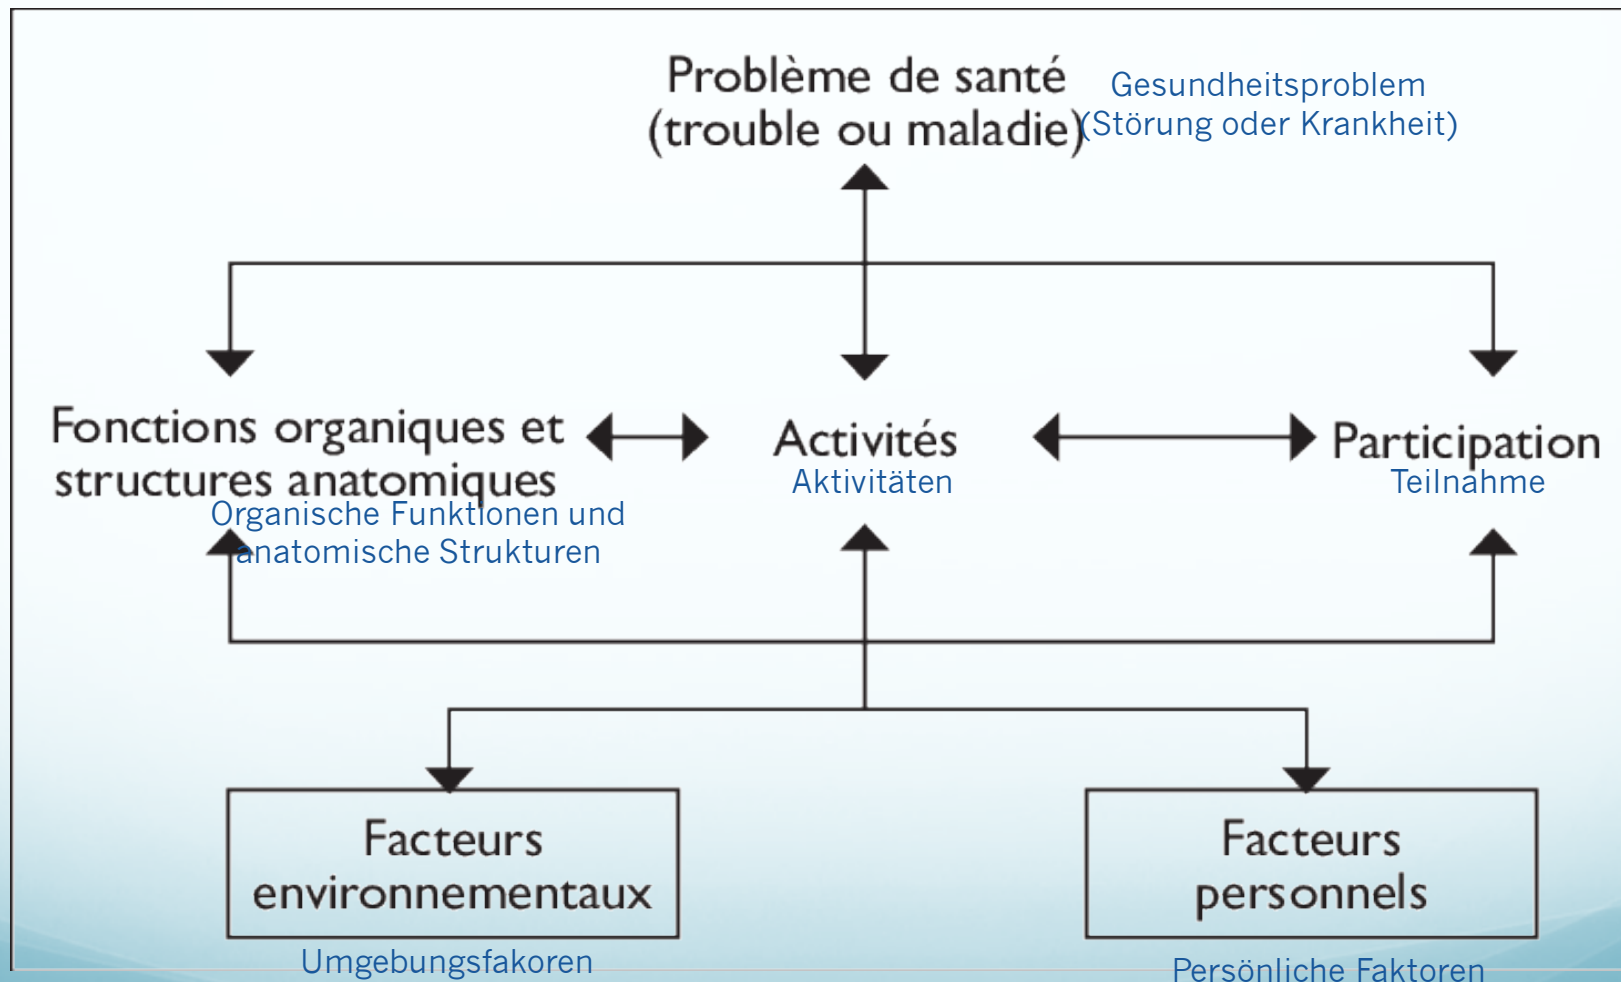 Problème de santé
(trouble ou maladie)
Gesundheitsproblem
(Störung oder Krankheit)
Fonctions organiques et
structures anatomiques
Organische Funktionen und
anatomische Strukturen
Activités
Aktivitäten
Participation
Teilnahme
Facteurs
environnementaux
Umgebungsfakoren
Facteurs
personnels
Persönliche Faktoren